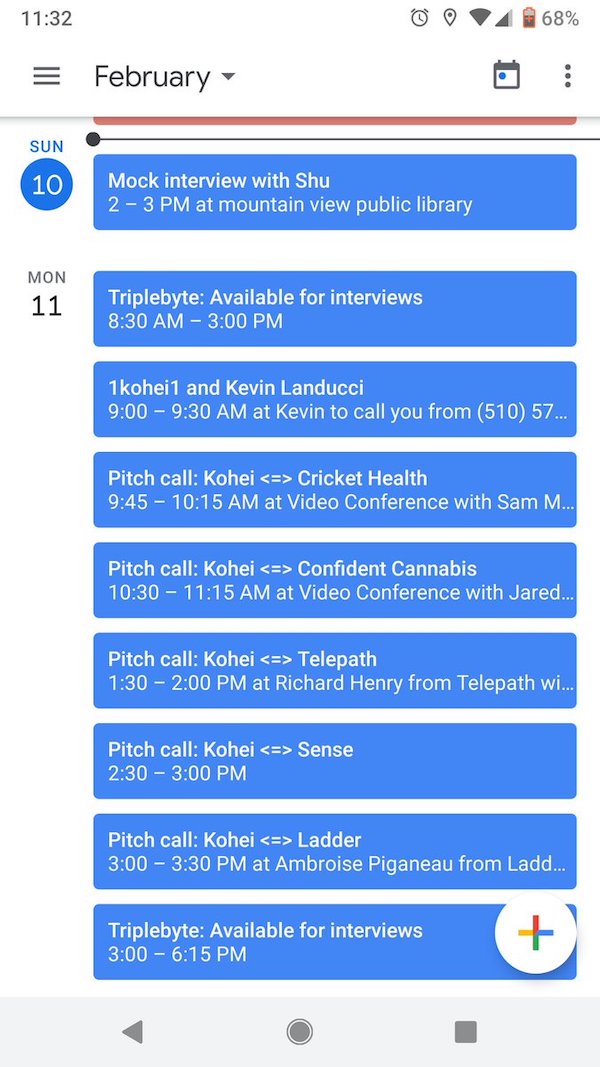 11:32
68%
February
SUN
10
Mock interview with Shu
2 – 3 PM at mountain view public library
MON
11
Triplebyte: Available for interviews
8:30 AM – 3:00 PM
1kohei1 and Kevin Landucci
9:00 – 9:30 AM at Kevin to call you from (510) 57...
Pitch call: Kohei <=> Cricket Health
9:45 – 10:15 AM at Video Conference with Sam M...
Pitch call: Kohei <=> Confident Cannabis
10:30 – 11:15 AM at Video Conference with Jared...
Pitch call: Kohei <=> Telepath
1:30 – 2:00 PM at Richard Henry from Telepath wi...
Pitch call: Kohei <=> Sense
2:30 – 3:00 PM
Pitch call: Kohei <=> Ladder
3:00 – 3:30 PM at Ambroise Piganeau from Ladd...
Triplebyte: Available for interviews
3:00 – 6:15 PM